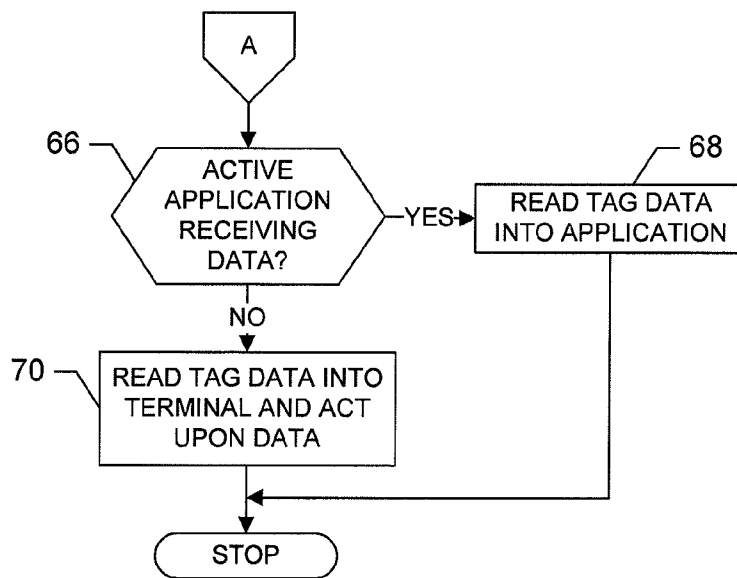 A
66
ACTIVE
APPLICATION
RECEIVING
DATA?
YES
68
READ TAG DATA
INTO APPLICATION
NO
70
READ TAG DATA INTO
TERMINAL AND ACT
UPON DATA
STOP